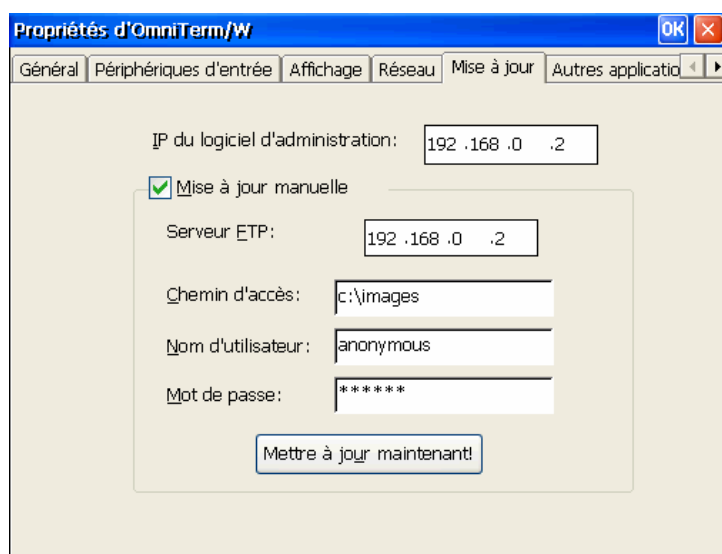 Propriétés d'OmniTerm/W OK
Général Périphériques d'entrée Affichage Réseau Mise à jour Autres applicatio
IP du logiciel d'administration: 192 .168 .0 .2
Mise à jour manuelle
Serveur FTP: 192 .168 .0 .2
Chemin d'accès: c:\images
Nom d'utilisateur: anonymous
Mot de passe: ******
Mettre à jour maintenant!